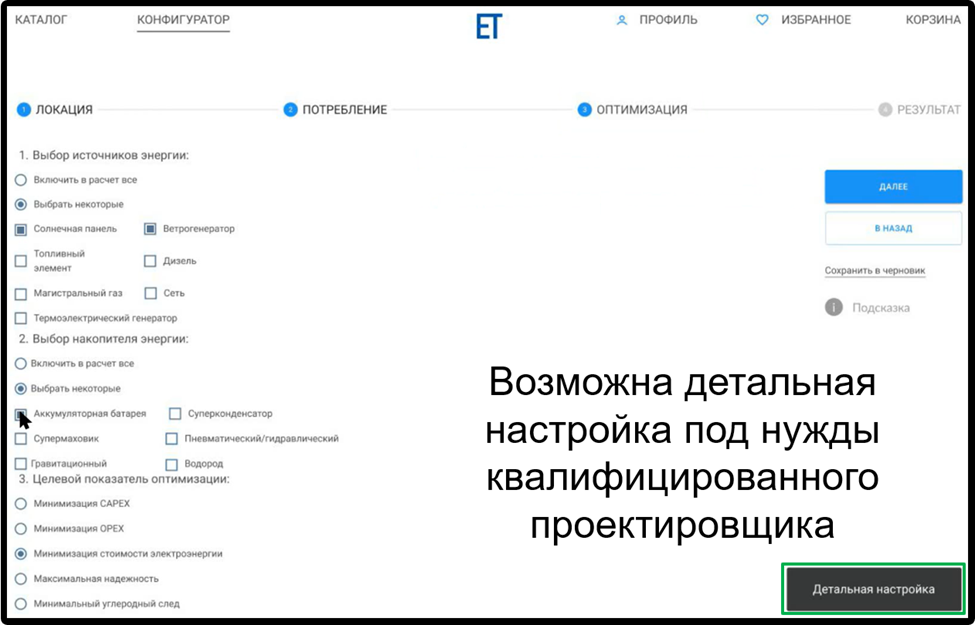 КАТАЛОГ КОНФИГУРАТОР ET ПРОФИЛЬ ИЗБРАННОЕ КОРЗИНА
1 ЛОКАЦИЯ 2 ПОТРЕБЛЕНИЕ 3 ОПТИМИЗАЦИЯ 4 РЕЗУЛЬТАТ
1. Выбор источников энергии:
Включить в расчет все
Выбрать некоторые
Солнечная панель Ветрогенератор
Топливный
элемент
Дизель
Магистральный газ Сеть
Термоэлектрический генератор
2. Выбор накопителя энергии:
Включить в расчет все
Выбрать некоторые
Аккумуляторная батарея Суперконденсатор
Супермаховик Пневматический/гидравлический
Гравитационный Водород
3. Целевой показатель оптимизации:
Минимизация CAPEX
Минимизация OPEX
Минимизация стоимости электроэнергии
Максимальная надежность
Минимальный углеродный след
ДАЛЕЕ
В НАЗАД
Сохранить в черновик
i Подсказка
Возможна детальная
настройка под нужды
квалифицированного
проектировщика
Детальная настройка